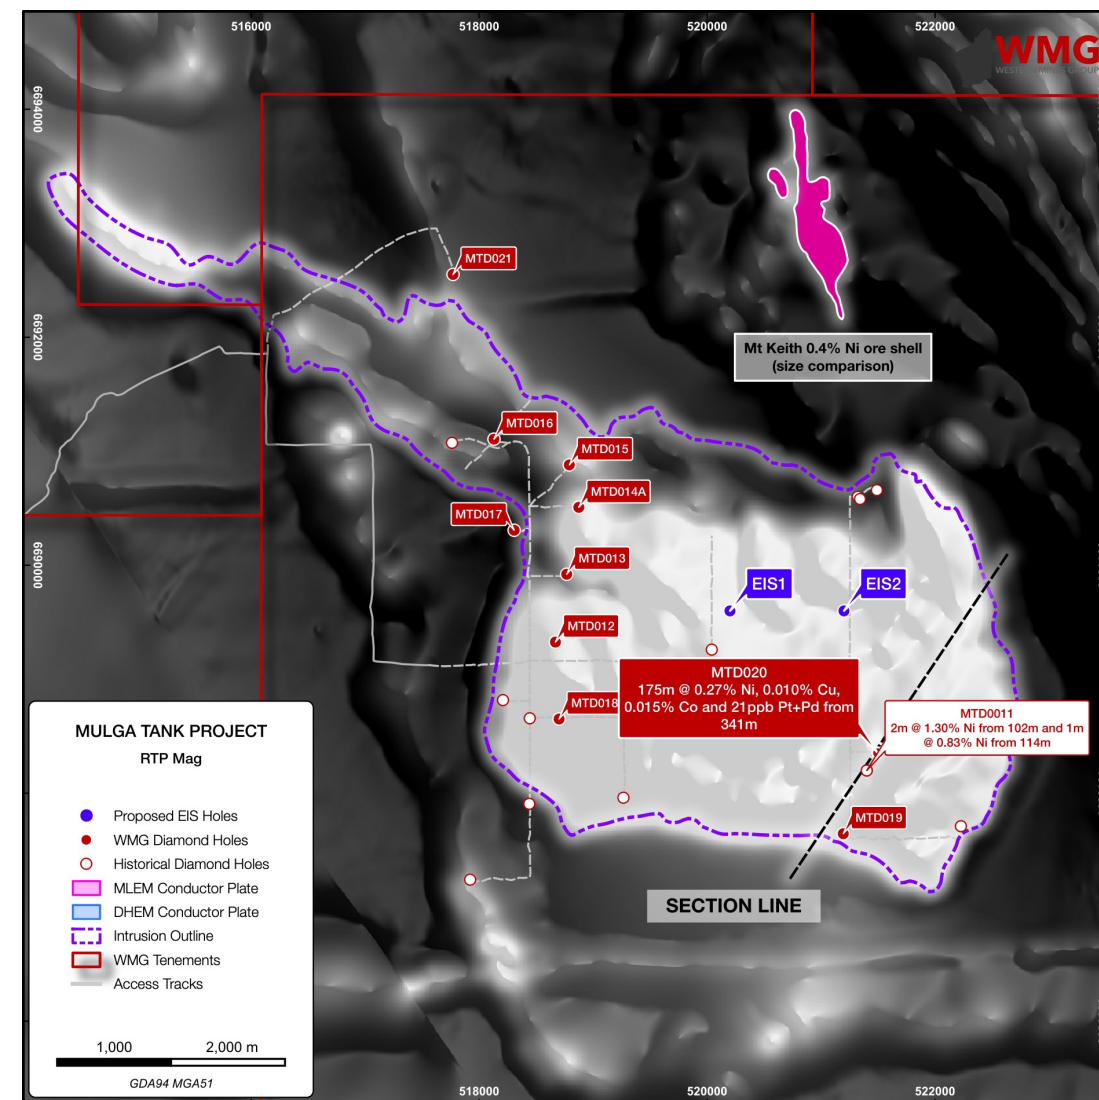 516000
518000
520000
522000
WMG
WESTERN MINES GROUP
6694000
MTD021
6692000
Mt Keith 0.4% Ni ore shell
(size comparison)
MTD016
MTD015
MTD014A
MTD017
6690000
MTD013
EIS1
EIS2
MTD012
MTD020
175m @ 0.27% Ni, 0.010% Cu,
0.015% Co and 21ppb Pt+Pd from
341m
MTD018
MTD0011
2m @ 1.30% Ni from 102m and 1m
@ 0.83% Ni from 114m
MTD019
SECTION LINE
MULGA TANK PROJECT
RTP Mag
Proposed EIS Holes
WMG Diamond Holes
Historical Diamond Holes
MLEM Conductor Plate
DHEM Conductor Plate
Intrusion Outline
WMG Tenements
Access Tracks
1,000
2,000 m
GDA94 MGA51
518000
520000
522000